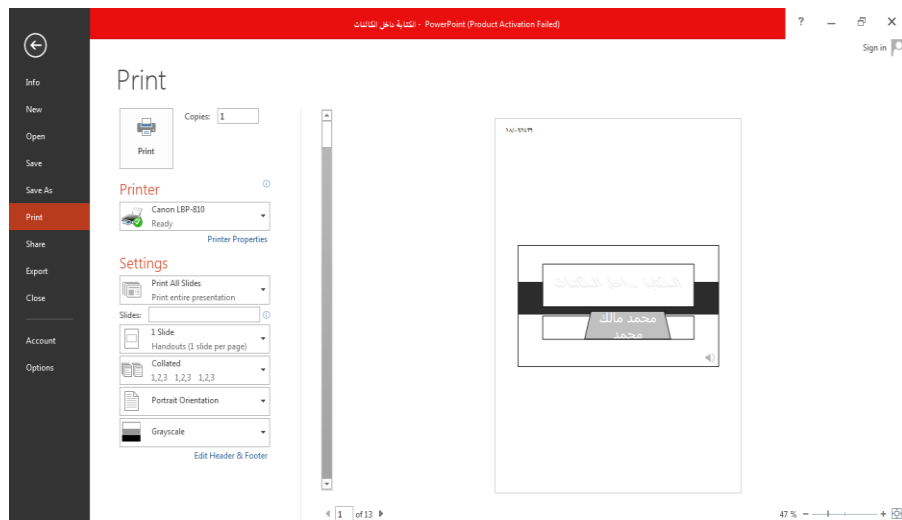 الكتابة داخل الكائنات - PowerPoint (Product Activation Failed)
?
Sign in
Info
New
Open
Save
Save As
Print
Share
Export
Close
Account
Options
Print
Print
Copies: 1
Printer
Canon LBP-810
Ready
Printer Properties
Settings
Print All Slides
Print entire presentation
Slides:
1 Slide
Handouts (1 slide per page)
Collated
1,2,3 1,2,3 1,2,3
Portrait Orientation
Grayscale
Edit Header & Footer
محمد مالك
محمد
1 of 13
47 %